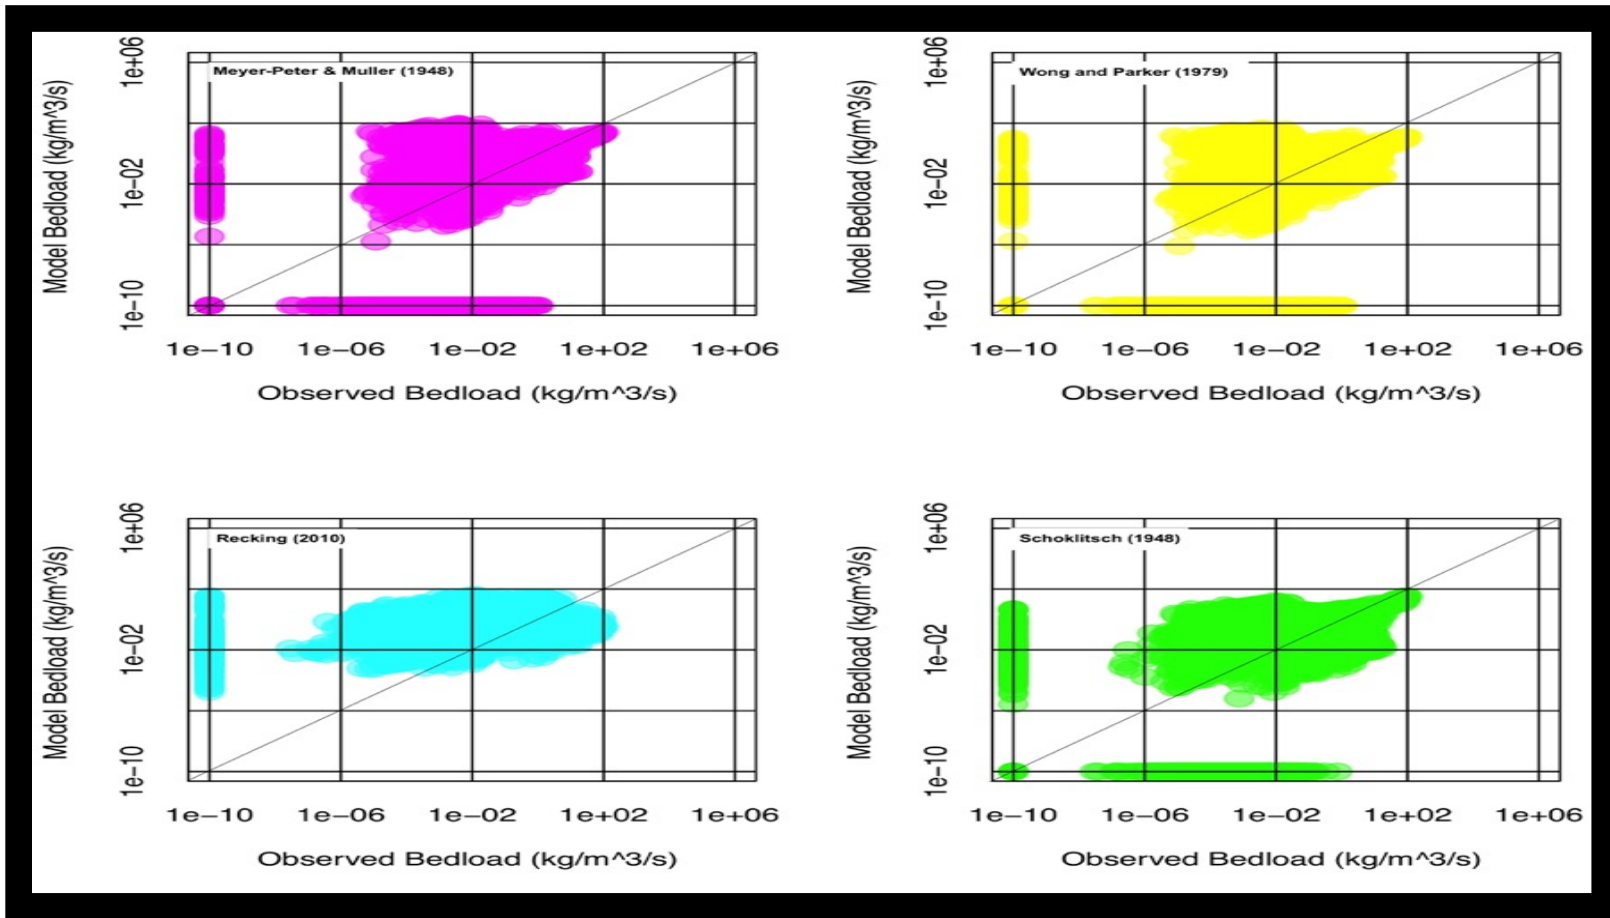 Meyer-Peter & Muller (1948)
Model Bedload (kg/m^3/s)
1e+06
1e−02
1e−10
1e−10 1e−06 1e−02 1e+02 1e+06
Observed Bedload (kg/m^3/s)
Wong and Parker (1979)
Model Bedload (kg/m^3/s)
1e+06
1e−02
1e−10
1e−10 1e−06 1e−02 1e+02 1e+06
Observed Bedload (kg/m^3/s)
Recking (2010)
Model Bedload (kg/m^3/s)
1e+06
1e−02
1e−10
1e−10 1e−06 1e−02 1e+02 1e+06
Observed Bedload (kg/m^3/s)
Schoklitsch (1948)
Model Bedload (kg/m^3/s)
1e+06
1e−02
1e−10
1e−10 1e−06 1e−02 1e+02 1e+06
Observed Bedload (kg/m^3/s)